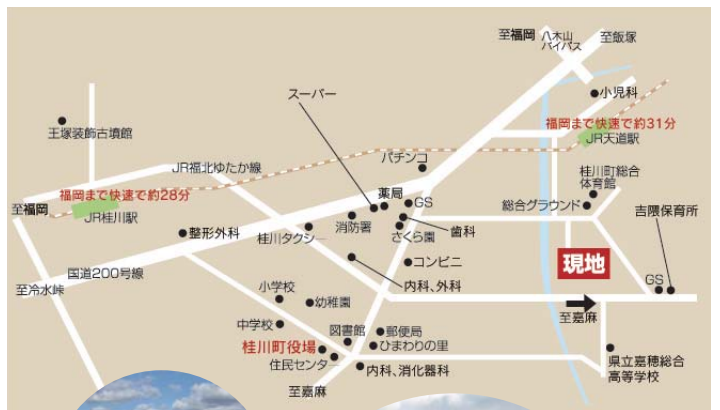 至福岡
八木山
バイパス
至飯塚
スーパー
小児科
王塚装飾古墳館
福岡まで快速で約31分
JR天道駅
パチンコ
JR福北ゆたか線
桂川町総合
体育館
福岡まで快速で約28分
薬局
GS
総合グラウンド
吉隈保育所
至福岡
JR桂川駅
整形外科
桂川タクシー
消防署
さくら園
歯科
コンビニ
現地
国道200号線
内科、外科
GS
至冷水峠
小学校
幼稚園
至嘉麻
中学校
図書館
郵便局
桂川町役場
ひまわりの里
住民センター
県立嘉穂総合
高等学校
内科、消化器科
至嘉麻